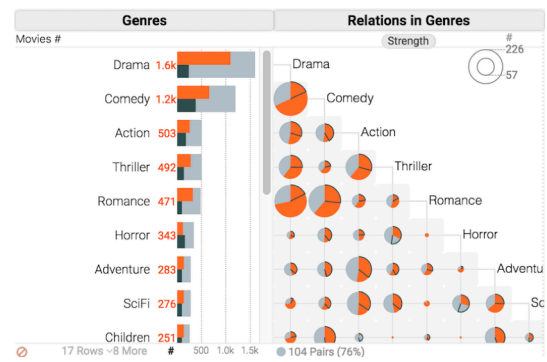 Genres
Relations in Genres
Movies #
Strength
#
226
57
Drama 1.6k
Comedy 1.2k
Action 503
Thriller 492
Romance 471
Horror 343
Adventure 283
SciFi 276
Children 251
Drama
Comedy
Action
Thriller
Romance
Horror
Adventu
Sc
17 Rows ~8 More
# 500 1.0k 1.5k
104 Pairs (76%)